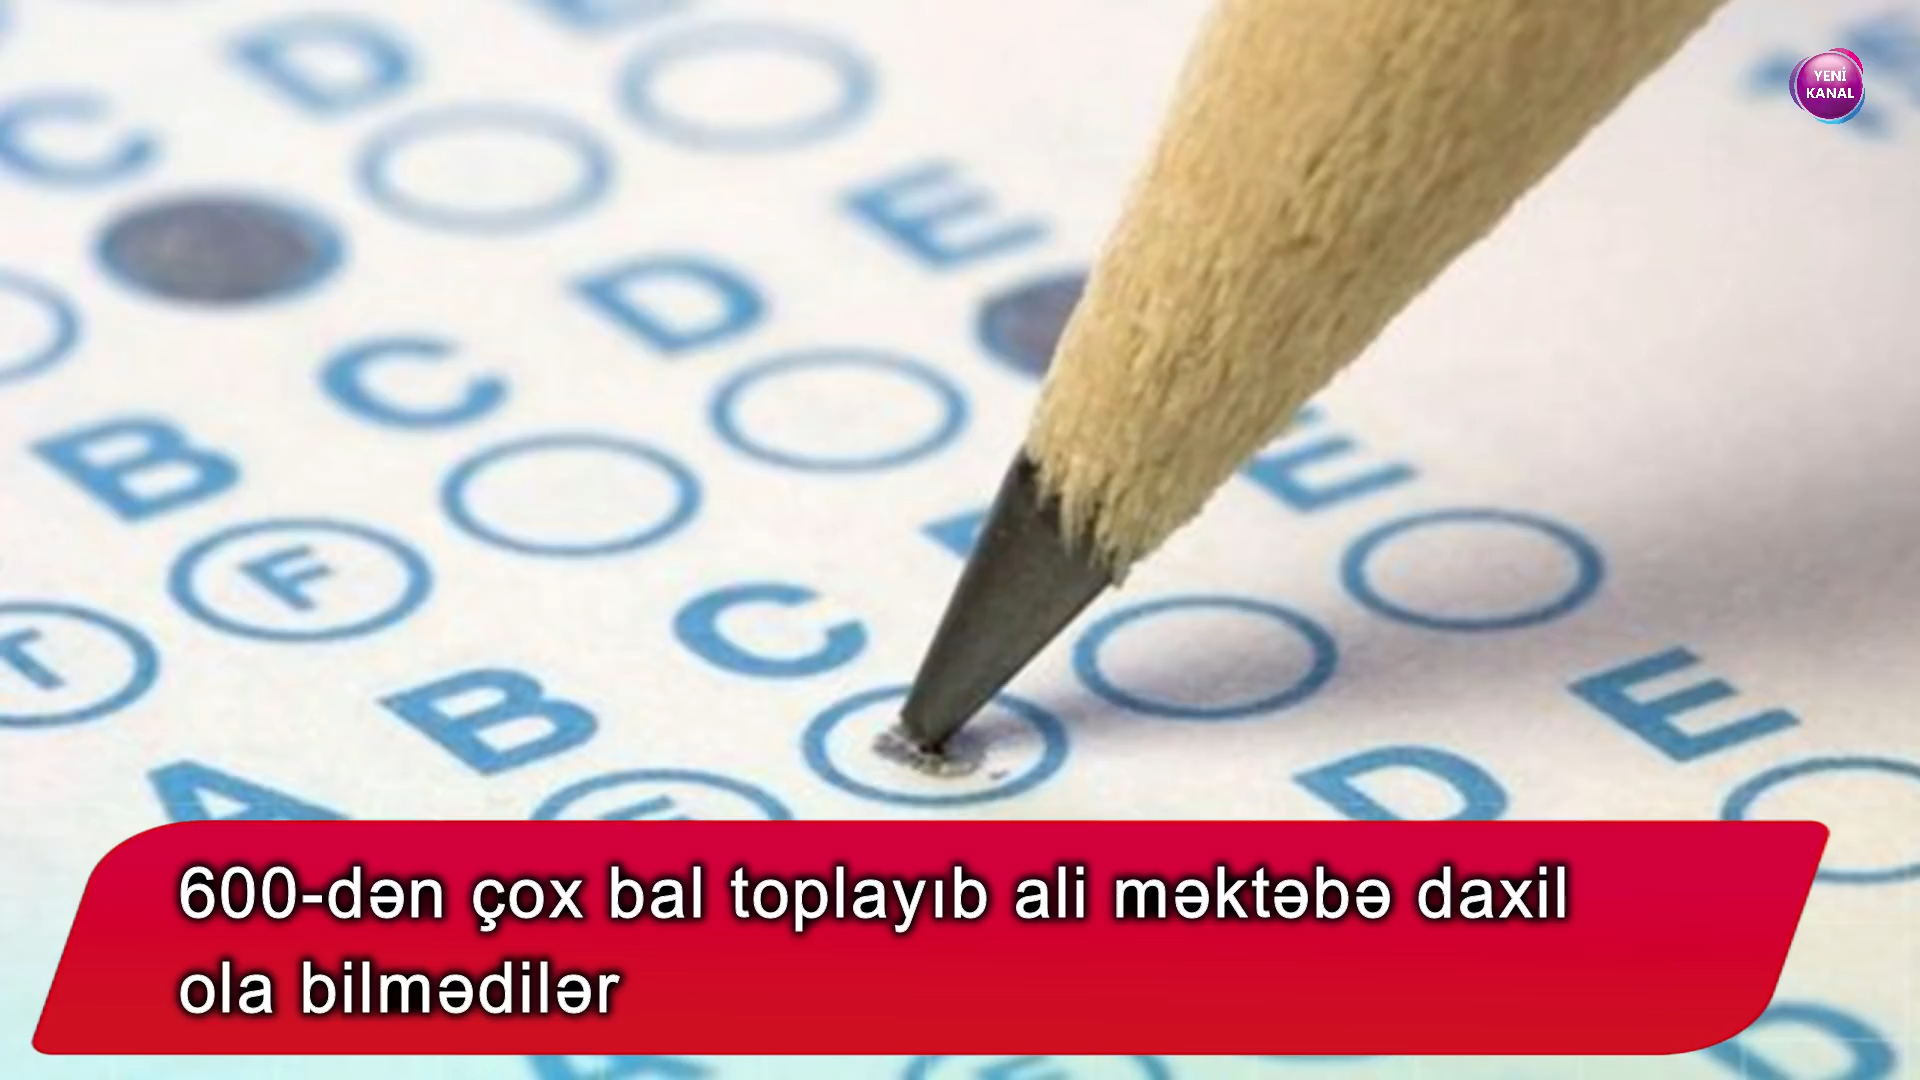 YENİ
KANAL
C D
E
D
C
B
E
F
C
T
B
E
A
D
D
600-dən çox bal toplayıb ali məktəbə daxil
ola bilmədilər